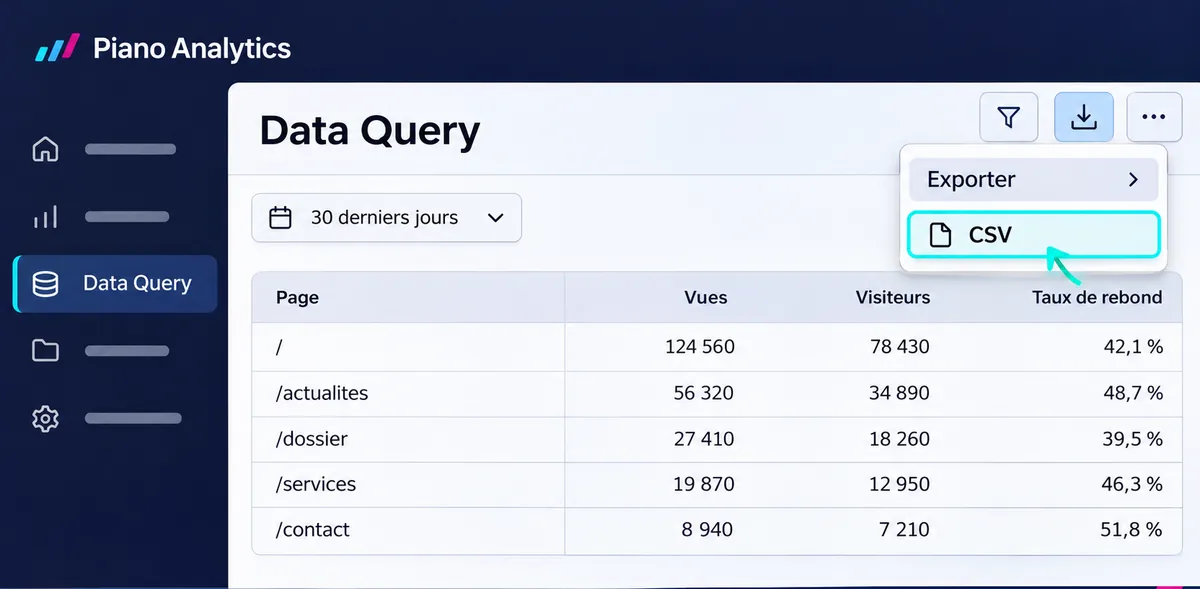 Piano Analytics
Data Query
Exporter
CSV
Data Query
30 derniers jours
Page Vues Visiteurs Taux de rebond
/ 124 560 78 430 42,1 %
/actualites 56 320 34 890 48,7 %
/dossier 27 410 18 260 39,5 %
/services 19 870 12 950 46,3 %
/contact 8 940 7 210 51,8 %